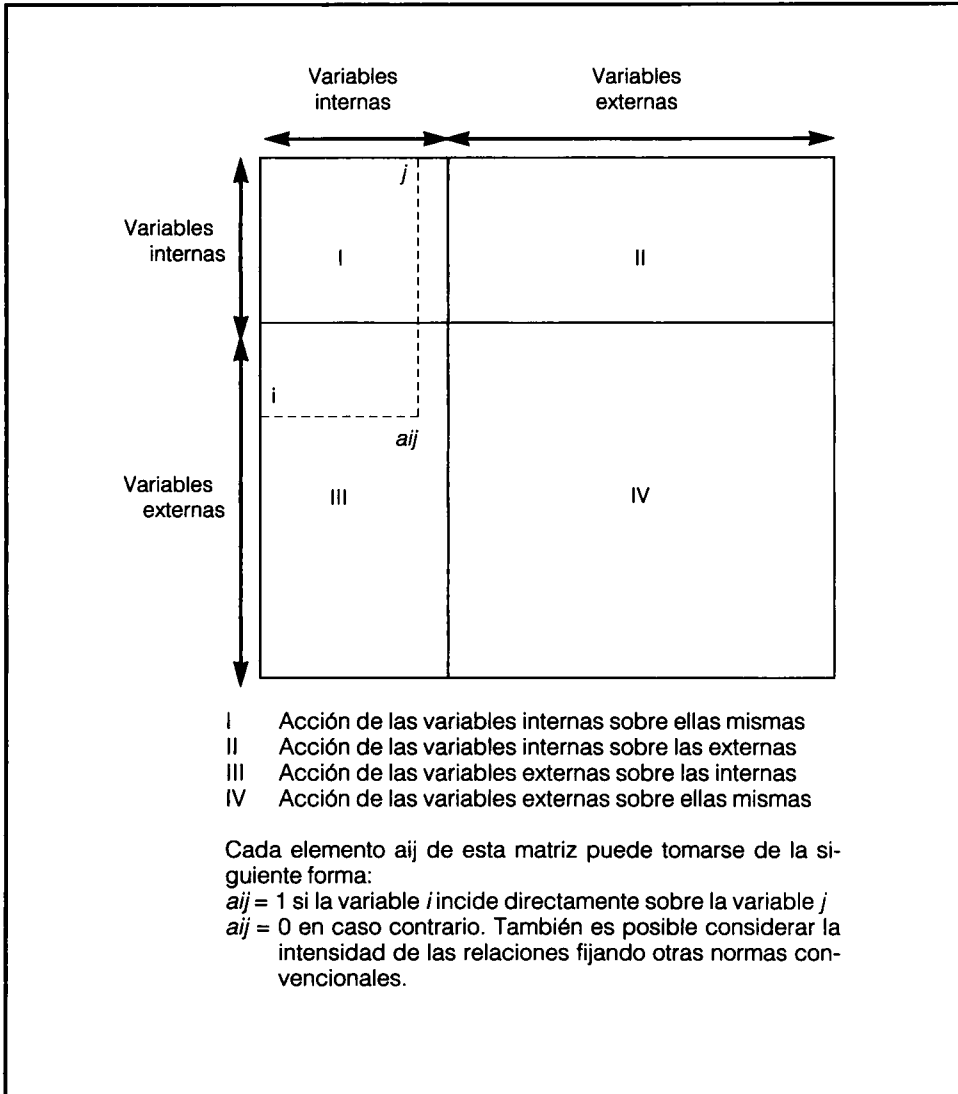 Variables
internas
Variables
externas
j
Variables
internas
I
II
i
aij
Variables
externas
III
IV
I Acción de las variables internas sobre ellas mismas
II Acción de las variables internas sobre las externas
III Acción de las variables externas sobre las internas
IV Acción de las variables externas sobre ellas mismas
Cada elemento aij de esta matriz puede tomarse de la si-
guiente forma:
aij = 1 si la variable i incide directamente sobre la variable j
aij = 0 en caso contrario. También es posible considerar la
intensidad de las relaciones fijando otras normas con-
vencionales.